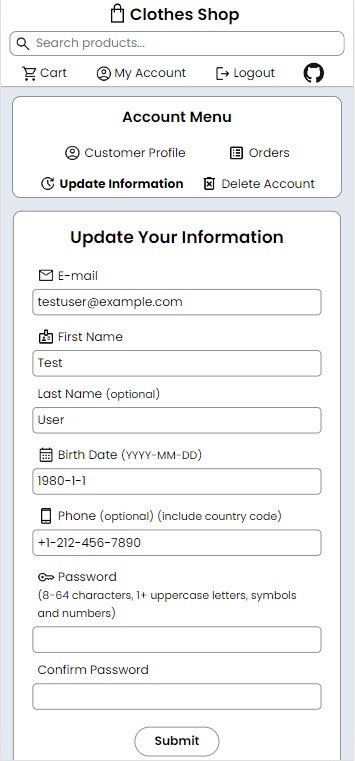 Clothes Shop
Search products...
Cart My Account Logout
Account Menu
Customer Profile Orders
Update Information Delete Account
Update Your Information
E-mail
testuser@example.com
First Name
Test
Last Name (optional)
User
Birth Date (YYYY-MM-DD)
1980-1-1
Phone (optional) (include country code)
+1-212-456-7890
Password
(8-64 characters, 1+ uppercase letters, symbols
and numbers)
Confirm Password
Submit